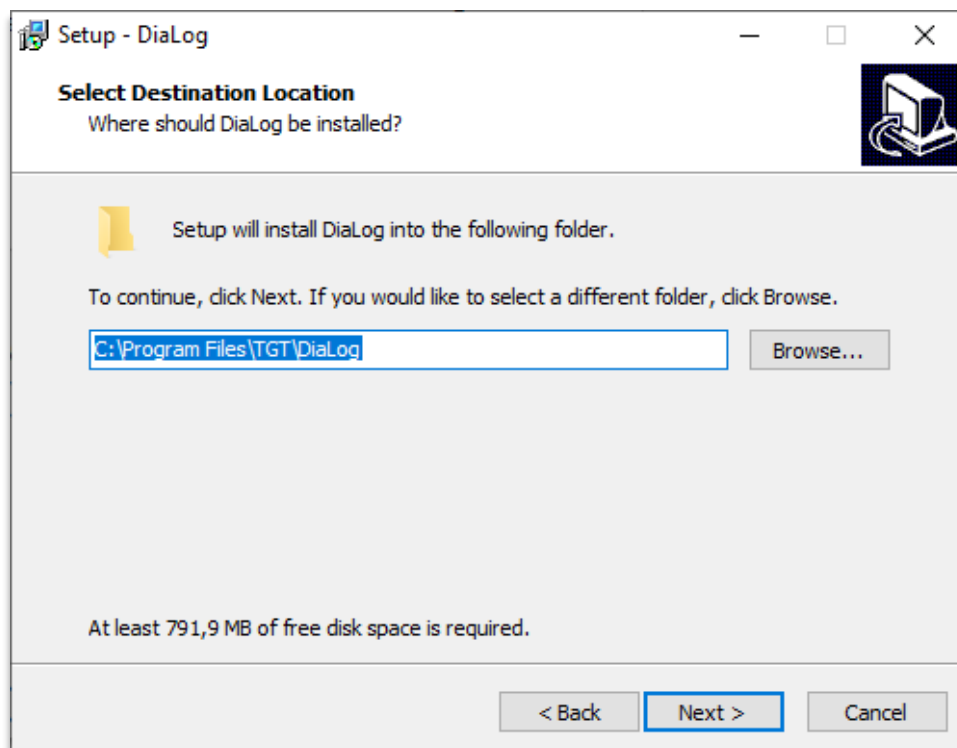 Setup - DiaLog
Select Destination Location
Where should DiaLog be installed?
Setup will install DiaLog into the following folder.
To continue, click Next. If you would like to select a different folder, click Browse.
C:\Program Files\TGT\DiaLog
Browse...
At least 791,9 MB of free disk space is required.
< Back
Next >
Cancel